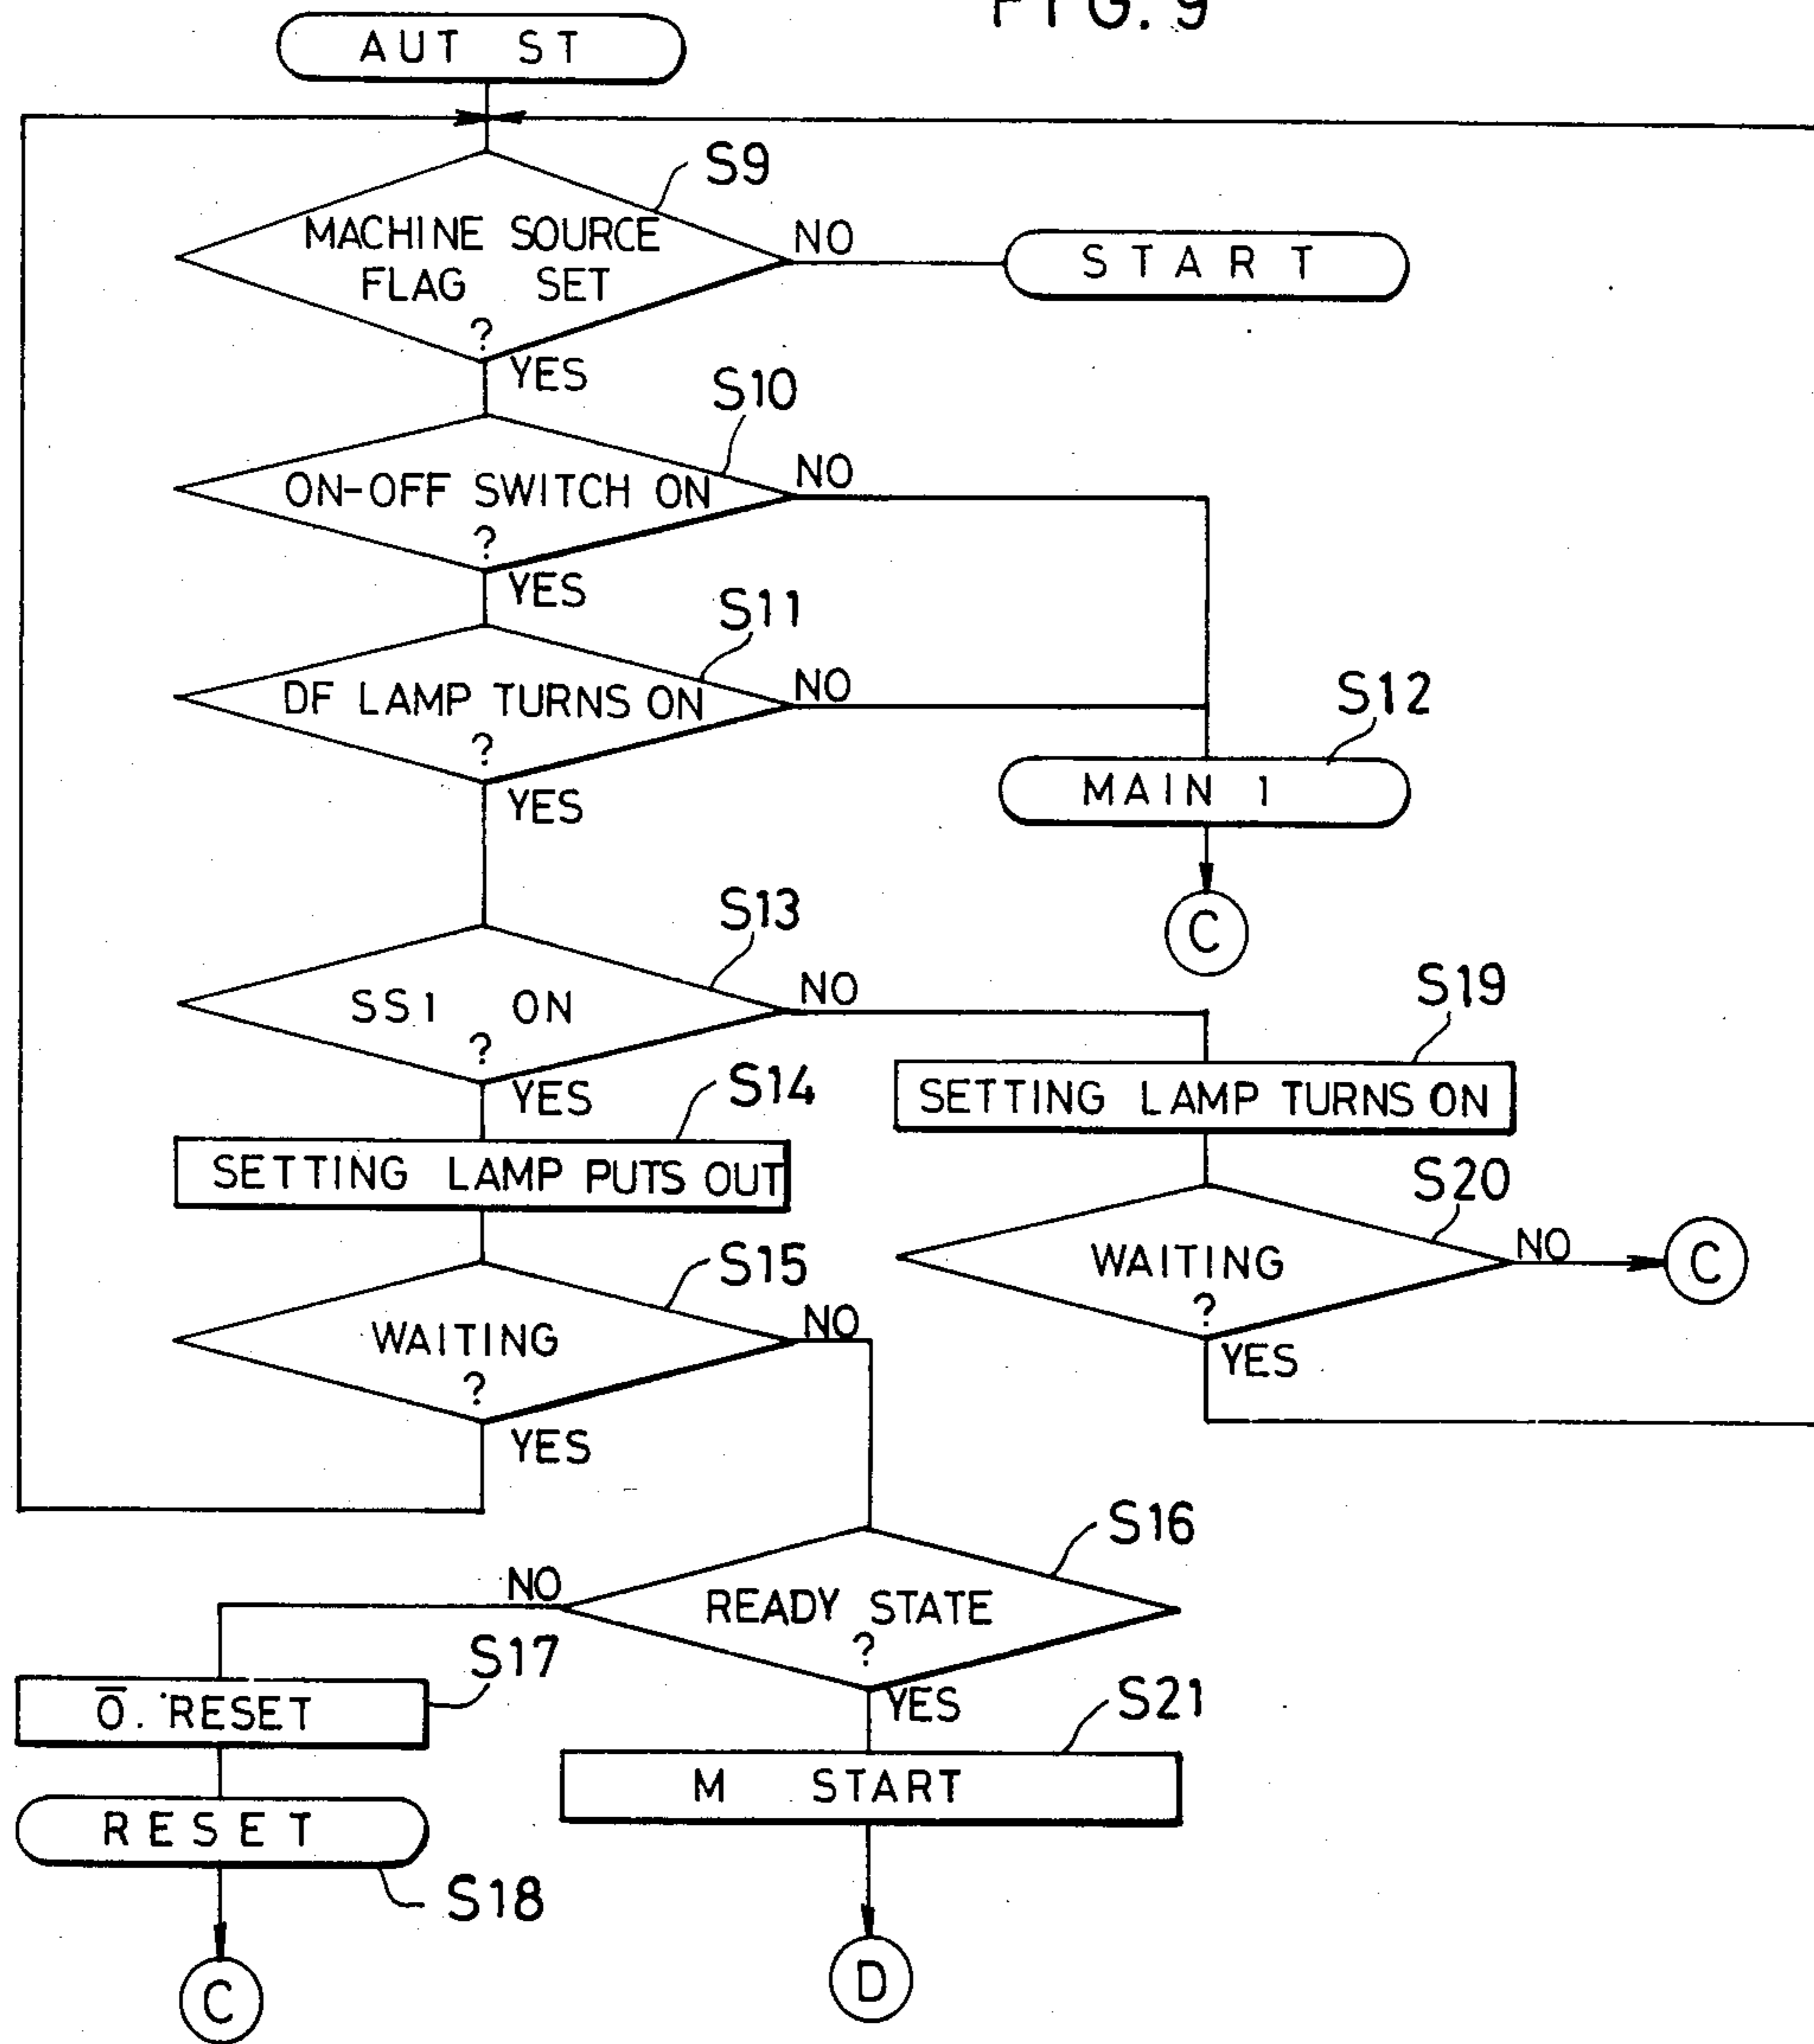 FIG. 9
AUT ST
S9
MACHINE SOURCE
FLAG SET
?
NO
START
YES
S10
ON-OFF SWITCH ON
?
NO
YES
S11
DF LAMP TURNS ON
?
NO
YES
S12
MAIN 1
C
S13
SS1 ON
?
NO
YES
S19
SETTING LAMP TURNS ON
S14
SETTING LAMP PUTS OUT
S20
WAITING
?
NO
C
YES
S15
WAITING
?
NO
YES
S16
READY STATE
?
NO
YES
S17
O̅. RESET
S21
M START
RESET
S18
C
D